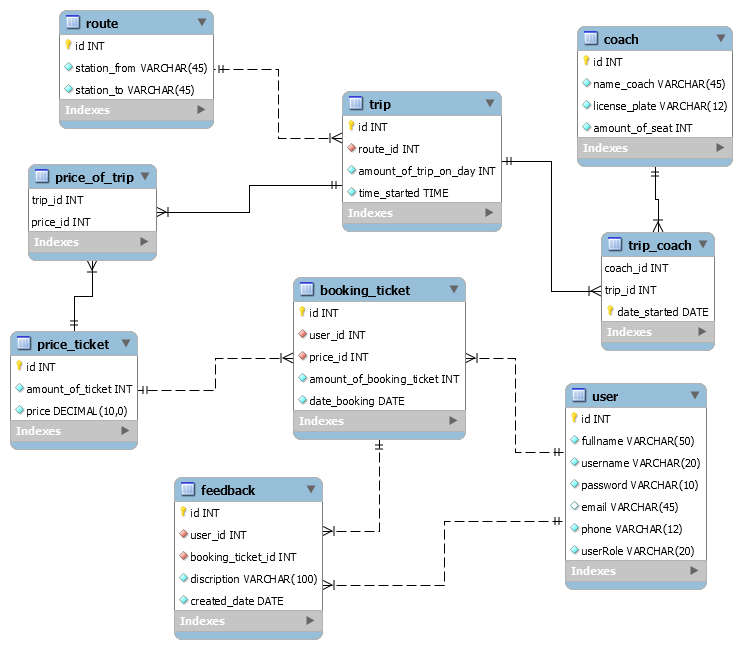 route
id INT
station_from VARCHAR(45)
station_to VARCHAR(45)
Indexes
coach
id INT
name_coach VARCHAR(45)
license_plate VARCHAR(12)
amount_of_seat INT
Indexes
trip
id INT
route_id INT
amount_of_trip_on_day INT
time_started TIME
Indexes
price_of_trip
trip_id INT
price_id INT
Indexes
trip_coach
coach_id INT
trip_id INT
date_started DATE
Indexes
booking_ticket
id INT
user_id INT
price_id INT
amount_of_booking_ticket INT
date_booking DATE
Indexes
price_ticket
id INT
amount_of_ticket INT
price DECIMAL(10,0)
Indexes
user
id INT
fullname VARCHAR(50)
username VARCHAR(20)
password VARCHAR(10)
email VARCHAR(45)
phone VARCHAR(12)
userRole VARCHAR(20)
Indexes
feedback
id INT
user_id INT
booking_ticket_id INT
discription VARCHAR(100)
created_date DATE
Indexes